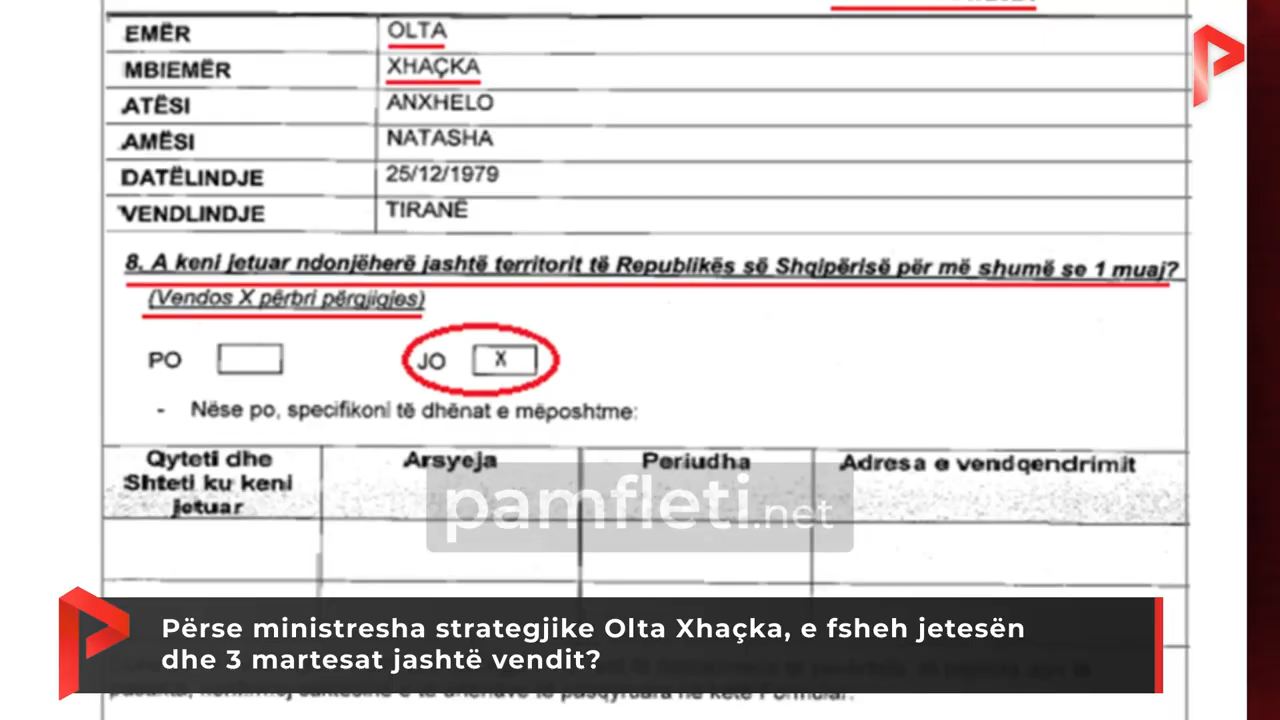 EMËR OLTA
MBIEMËR XHAÇKA
ATËSI ANXHELO
AMËSI NATASHA
DATËLINDJE 25/12/1979
VENDLINDJE TIRANË
8. A keni jetuar ndonjëherë jashtë territorit të Republikës së Shqipërisë për më shumë se 1 muaj?
(Vendos X përbri përgjigjes)
PO JO X
- Nëse po, specifikoni të dhënat e mëposhtme:
Qyteti dhe Arsyeja Periudha Adresa e vendqendrimit
Shteti ku keni
jetuar
pamfleti.net
Përse ministresha strategjike Olta Xhaçka, e fsheh jetesën
dhe 3 martesat jashtë vendit?